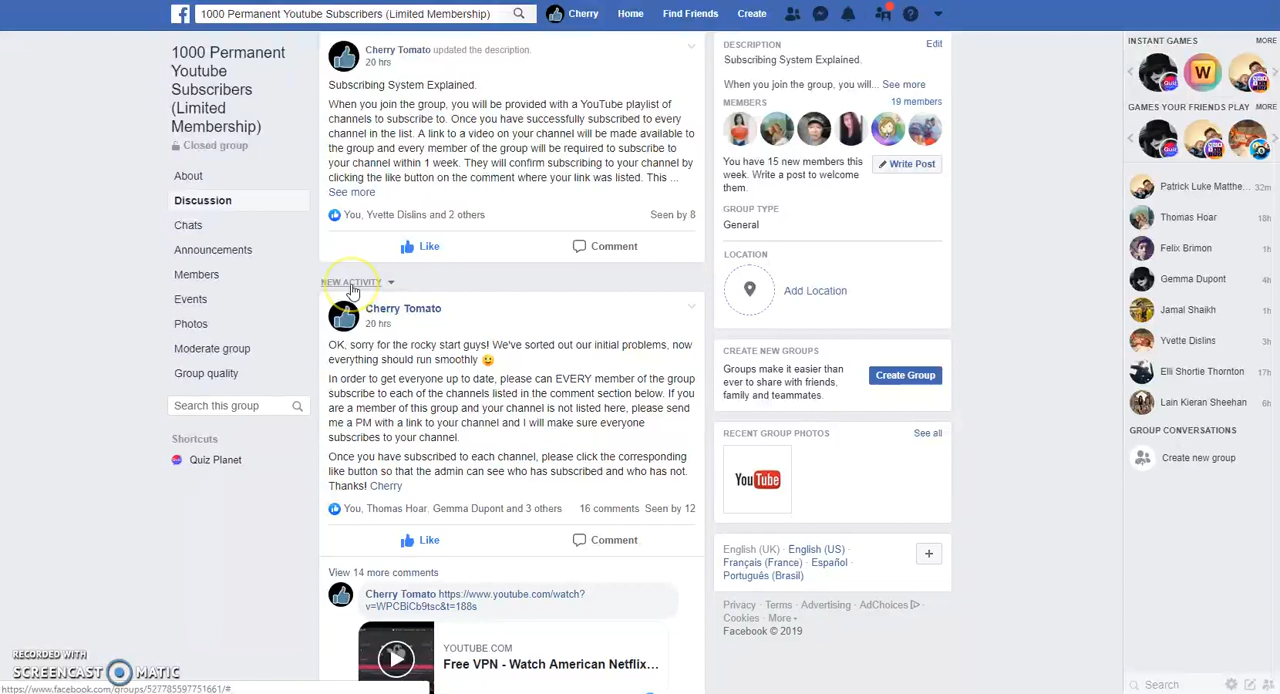 1000 Permanent Youtube Subscribers (Limited Membership)
Cherry
Home
Find Friends
Create
1000 Permanent
Youtube
Subscribers
(Limited
Membership)
Closed group
About
Discussion
Chats
Announcements
Members
Events
Photos
Moderate group
Group quality
Search this group
Shortcuts
Quiz Planet
Cherry Tomato updated the description.
20 hrs
Subscribing System Explained.
When you join the group, you will be provided with a YouTube playlist of
channels to subscribe to. Once you have successfully subscribed to every
channel in the list. A link to a video on your channel will be made available to
the group and every member of the group will be required to subscribe to
your channel within 1 week. They will confirm subscribing to your channel by
clicking the like button on the comment where your link was listed. This ...
See more
You, Yvette Dislins and 2 others
Seen by 8
Like
Comment
NEW ACTIVITY
Cherry Tomato
20 hrs
OK, sorry for the rocky start guys! We've sorted out our initial problems, now
everything should run smoothly
In order to get everyone up to date, please can EVERY member of the group
subscribe to each of the channels listed in the comment section below. If you
are a member of this group and your channel is not listed here, please send
me a PM with a link to your channel and I will make sure everyone
subscribes to your channel.
Once you have subscribed to each channel, please click the corresponding
like button so that the admin can see who has subscribed and who has not.
Thanks! Cherry
You, Thomas Hoar, Gemma Dupont and 3 others
16 comments Seen by 12
Like
Comment
View 14 more comments
Cherry Tomato https://www.youtube.com/watch?
v=WPCBiCb9tsc&t=188s
YOUTUBE.COM
Free VPN - Watch American Netflix...
DESCRIPTION
Edit
Subscribing System Explained.
When you join the group, you will... See more
MEMBERS
19 members
You have 15 new members this
week. Write a post to welcome
them.
Write Post
GROUP TYPE
General
LOCATION
Add Location
CREATE NEW GROUPS
Groups make it easier than
ever to share with friends,
family and teammates.
Create Group
RECENT GROUP PHOTOS
See all
YouTube
English (UK) · English (US) ·
Français (France) · Español ·
Português (Brasil)
Privacy · Terms · Advertising · AdChoices ·
Cookies · More
Facebook © 2019
INSTANT GAMES
MORE
W
GAMES YOUR FRIENDS PLAY
MORE
Patrick Luke Matthe... 32m
Thomas Hoar 18h
Felix Brimon 1h
Gemma Dupont 1h
Jamal Shaikh 1h
Yvette Dislins 3h
Elli Shortie Thornton 17h
Lain Kieran Sheehan 6h
GROUP CONVERSATIONS
Create new group
Search
RECORDED WITH
SCREENCAST MATIC
https://www.facebook.com/groups/527785597751661/#